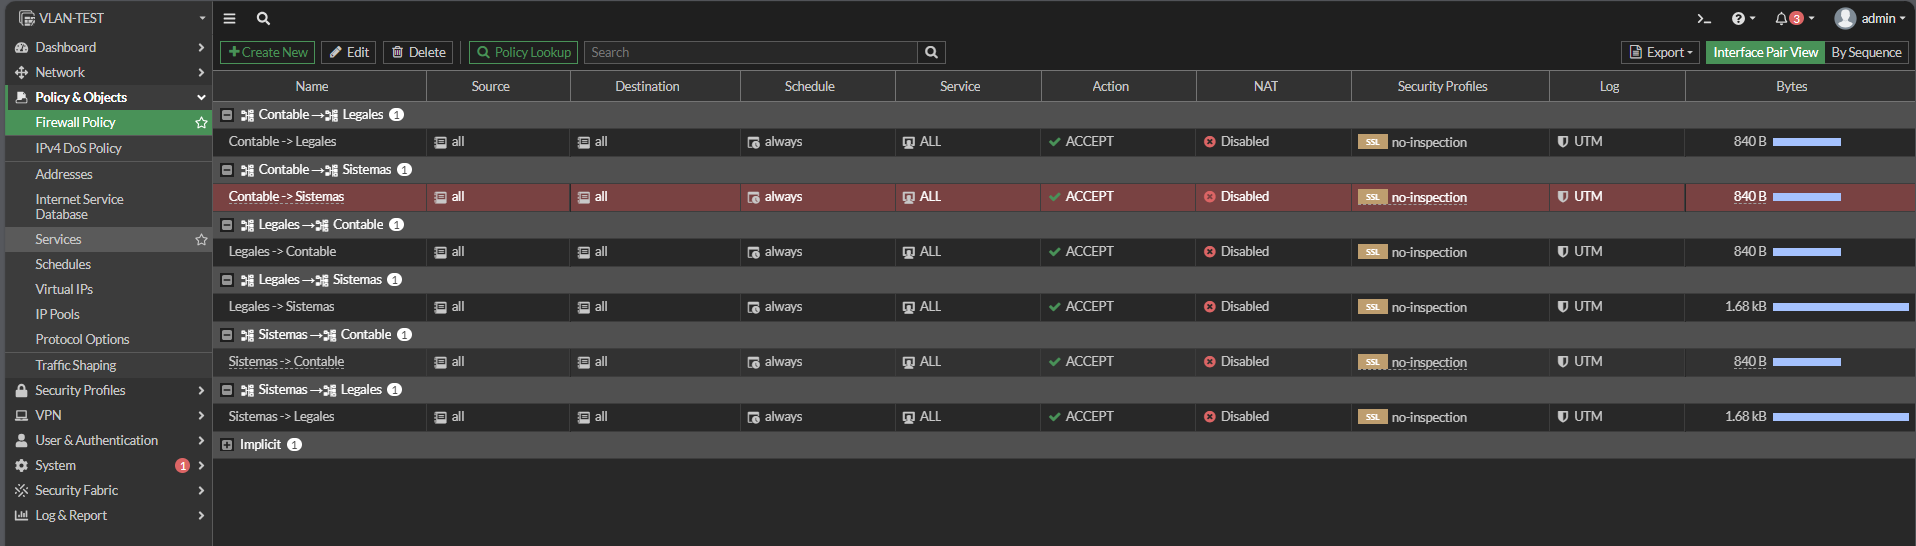 VLAN-TEST
3 admin
Dashboard
Network
Policy & Objects
Firewall Policy
IPv4 DoS Policy
Addresses
Internet Service
Database
Services
Schedules
Virtual IPs
IP Pools
Protocol Options
Traffic Shaping
Security Profiles
VPN
User & Authentication
System 1
Security Fabric
Log & Report
+Create New Edit Delete Policy Lookup Search Export Interface Pair View By Sequence
Name Source Destination Schedule Service Action NAT Security Profiles Log Bytes
Contable → Legales 1
Contable -> Legales all all always ALL ACCEPT Disabled SSL no-inspection UTM 840 B
Contable → Sistemas 1
Contable -> Sistemas all all always ALL ACCEPT Disabled SSL no-inspection UTM 840 B
Legales → Contable 1
Legales -> Contable all all always ALL ACCEPT Disabled SSL no-inspection UTM 840 B
Legales → Sistemas 1
Legales -> Sistemas all all always ALL ACCEPT Disabled SSL no-inspection UTM 1.68 kB
Sistemas → Contable 1
Sistemas -> Contable all all always ALL ACCEPT Disabled SSL no-inspection UTM 840 B
Sistemas → Legales 1
Sistemas -> Legales all all always ALL ACCEPT Disabled SSL no-inspection UTM 1.68 kB
Implicit 1